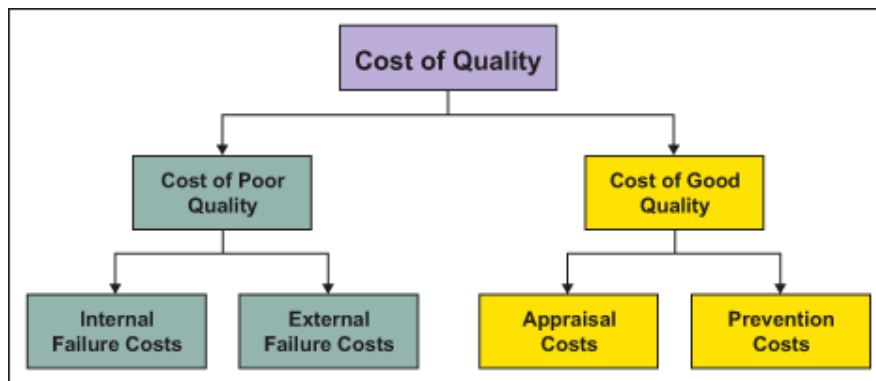 Cost of Quality
Cost of Poor
Quality
Cost of Good
Quality
Internal
Failure Costs
External
Failure Costs
Appraisal
Costs
Prevention
Costs